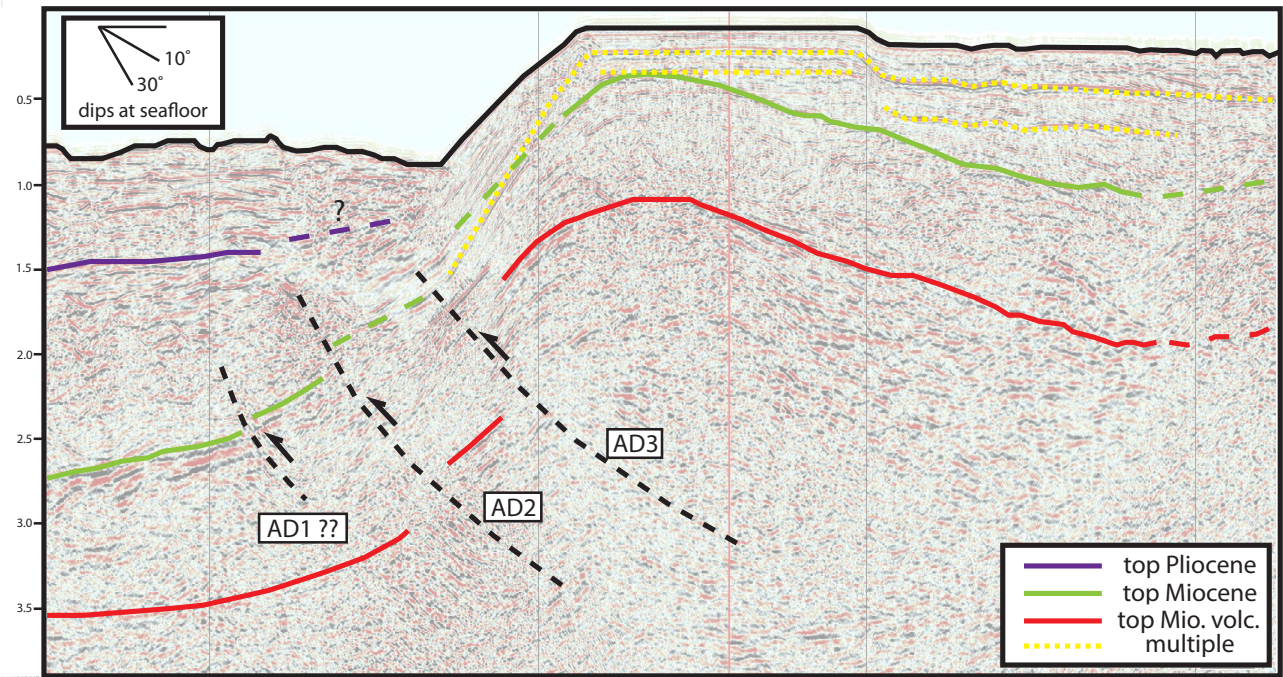 10°
30°
dips at seafloor
0.5
1.0
?
1.5
2.0
2.5
AD3
AD2
3.0
AD1 ??
3.5
top Pliocene
top Miocene
top Mio. volc.
multiple